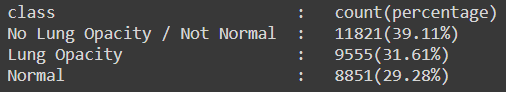 class : count(percentage)
No Lung Opacity / Not Normal : 11821(39.11%)
Lung Opacity : 9555(31.61%)
Normal : 8851(29.28%)